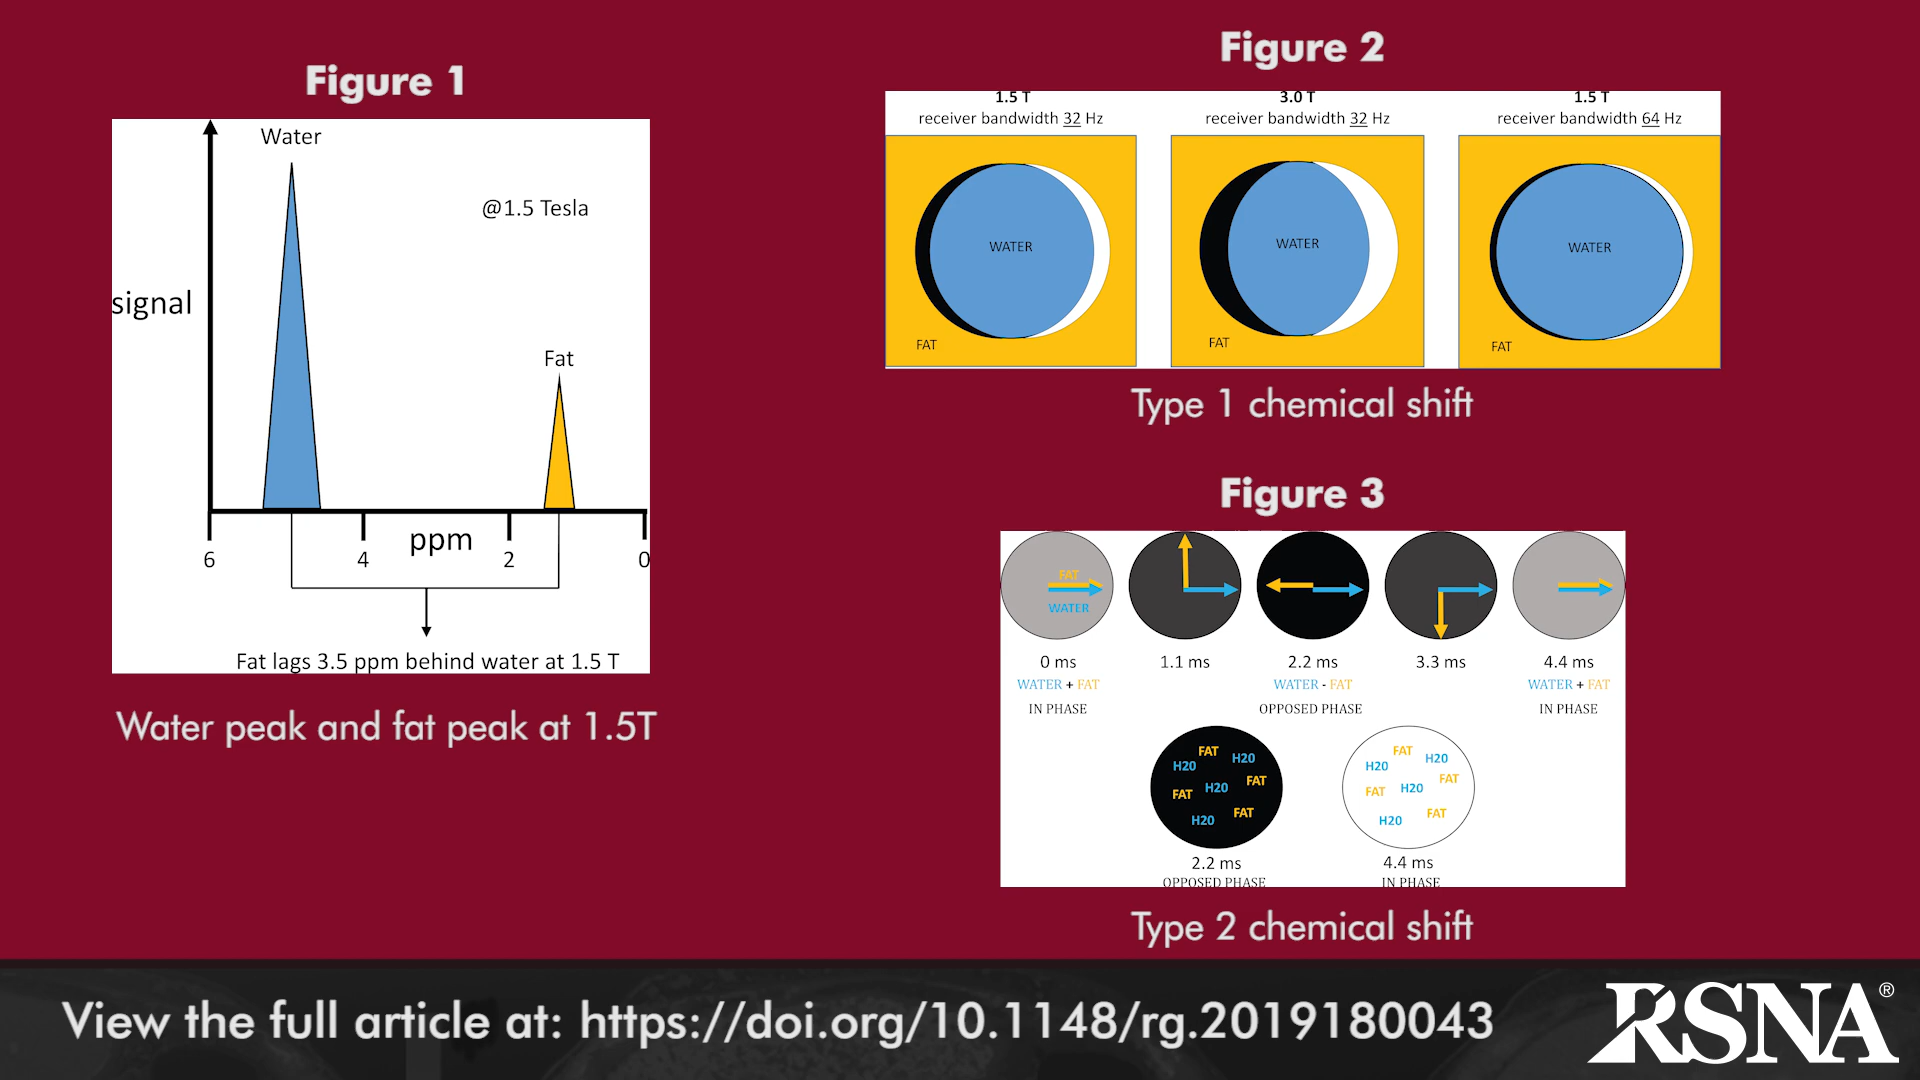 Figure 1
Water
@1.5 Tesla
signal
Fat
ppm
6 4 2 0
Fat lags 3.5 ppm behind water at 1.5 T
Water peak and fat peak at 1.5T
Figure 2
1.5 T
receiver bandwidth 32 Hz
WATER
FAT
3.0 T
receiver bandwidth 32 Hz
WATER
FAT
1.5 T
receiver bandwidth 64 Hz
WATER
FAT
Type 1 chemical shift
Figure 3
FAT
WATER
0 ms 1.1 ms 2.2 ms 3.3 ms 4.4 ms
WATER + FAT WATER - FAT WATER + FAT
IN PHASE OPPOSED PHASE IN PHASE
FAT
H20 H20
FAT
FAT H20
FAT
H20
2.2 ms
OPPOSED PHASE
FAT
H20 H20
FAT
FAT H20
FAT
H20
4.4 ms
IN PHASE
Type 2 chemical shift
View the full article at: https://doi.org/10.1148/rg.2019180043
RSNA®